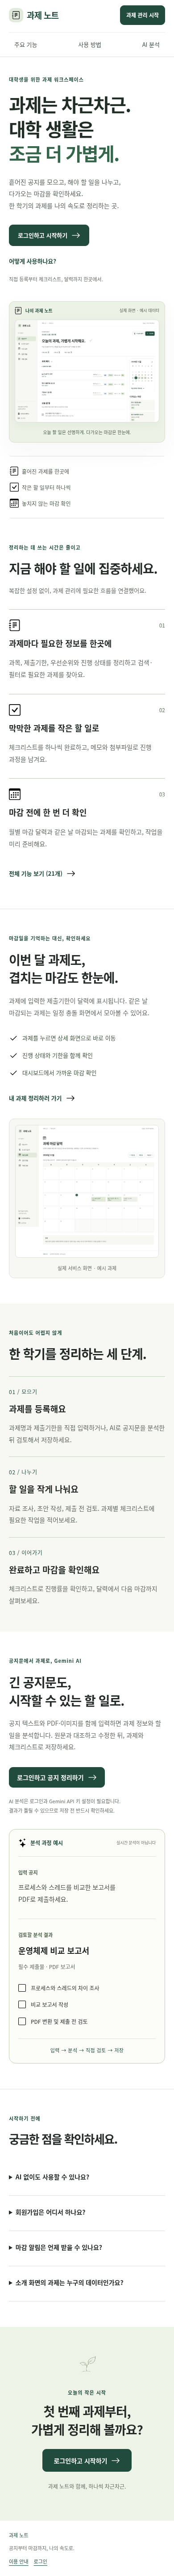 과제 노트
과제 관리 시작
주요 기능
사용 방법
AI 분석
대학생을 위한 과제 워크스페이스
과제는 차근차근.
대학 생활은
조금 더 가볍게.
흩어진 공지를 모으고, 해야 할 일을 나누고,
다가오는 마감을 확인하세요.
한 학기의 과제를 나의 속도로 정리하는 곳.
로그인하고 시작하기
어떻게 사용하나요?
직접 등록부터 체크리스트, 달력까지 한곳에서.
나의 과제 노트
실제 화면 · 예시 데이터
오늘 할 일은 선명하게, 다가오는 마감은 한눈에.
흩어진 과제를 한곳에
작은 할 일부터 하나씩
놓치지 않는 마감 확인
정리하는 데 쓰는 시간은 줄이고
지금 해야 할 일에 집중하세요.
복잡한 설정 없이, 과제 관리에 필요한 흐름을 연결했어요.
01
과제마다 필요한 정보를 한곳에
과목, 제출기한, 우선순위와 진행 상태를 정리하고 검색·
필터로 필요한 과제를 찾아요.
02
막막한 과제를 작은 할 일로
체크리스트를 하나씩 완료하고, 메모와 첨부파일로 진행
과정을 남겨요.
03
마감 전에 한 번 더 확인
월별 마감 달력과 같은 날 마감되는 과제를 확인하고, 작업을
미리 준비해요.
전체 기능 보기 (21개)
마감일을 기억하는 대신, 확인하세요
이번 달 과제도,
겹치는 마감도 한눈에.
과제에 입력한 제출기한이 달력에 표시됩니다. 같은 날
마감되는 과제는 일정 충돌 화면에서 모아볼 수 있어요.
과제를 누르면 상세 화면으로 바로 이동
진행 상태와 기한을 함께 확인
대시보드에서 가까운 마감 확인
내 과제 정리하러 가기
실제 서비스 화면 · 예시 과제
처음이어도 어렵지 않게
한 학기를 정리하는 세 단계.
01 / 모으기
과제를 등록해요
과제명과 제출기한을 직접 입력하거나, AI로 공지문을 분석한
뒤 검토해서 저장하세요.
02 / 나누기
할 일을 작게 나눠요
자료 조사, 초안 작성, 제출 전 검토. 과제별 체크리스트에
필요한 작업을 적어보세요.
03 / 이어가기
완료하고 마감을 확인해요
체크리스트로 진행률을 확인하고, 달력에서 다음 마감까지
살펴보세요.
공지문에서 과제로, Gemini AI
긴 공지문도,
시작할 수 있는 할 일로.
공지 텍스트와 PDF·이미지를 함께 입력하면 과제 정보와 할
일을 분석합니다. 원문과 대조하고 수정한 뒤, 과제와
체크리스트로 저장하세요.
로그인하고 공지 정리하기
AI 분석은 로그인과 Gemini API 키 설정이 필요합니다.
결과가 틀릴 수 있으므로 저장 전 반드시 확인하세요.
분석 과정 예시
실시간 분석이 아닙니다
입력 공지
프로세스와 스레드를 비교한 보고서를
PDF로 제출하세요.
검토할 분석 결과
운영체제 비교 보고서
필수 제출물 · PDF 보고서
프로세스와 스레드의 차이 조사
비교 보고서 작성
PDF 변환 및 제출 전 검토
입력 → 분석 → 직접 검토 → 저장
시작하기 전에
궁금한 점을 확인하세요.
AI 없이도 사용할 수 있나요?
회원가입은 어디서 하나요?
마감 알림은 언제 받을 수 있나요?
소개 화면의 과제는 누구의 데이터인가요?
오늘의 작은 시작
첫 번째 과제부터,
가볍게 정리해 볼까요?
로그인하고 시작하기
과제 노트와 함께, 하나씩 차근차근.
과제 노트
공지부터 마감까지, 나의 속도로.
이용 안내
로그인